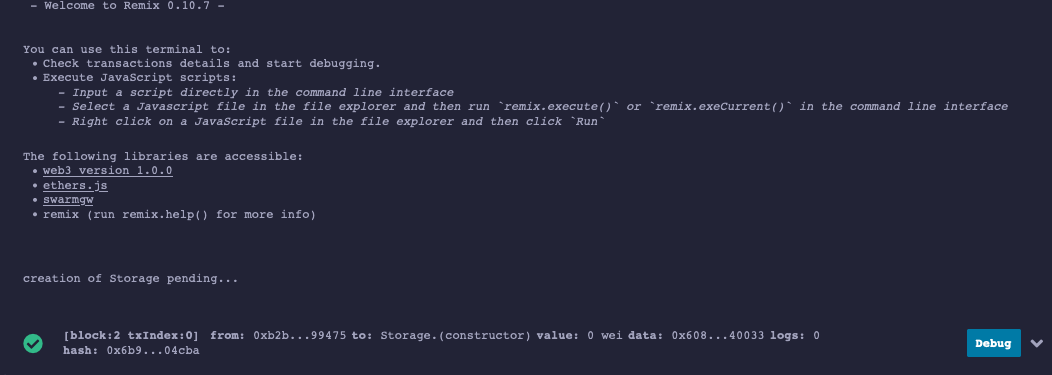 - Welcome to Remix 0.10.7 -
You can use this terminal to:
• Check transactions details and start debugging.
• Execute JavaScript scripts:
- Input a script directly in the command line interface
- Select a Javascript file in the file explorer and then run `remix.execute()` or `remix.exeCurrent()` in the command line interface
- Right click on a JavaScript file in the file explorer and then click `Run`
The following libraries are accessible:
• web3 version 1.0.0
• ethers.js
• swarmgw
• remix (run remix.help() for more info)
creation of Storage pending...
[block:2 txIndex:0] from: 0xb2b...99475 to: Storage.(constructor) value: 0 wei data: 0x608...40033 logs: 0
hash: 0x6b9...04cba
Debug